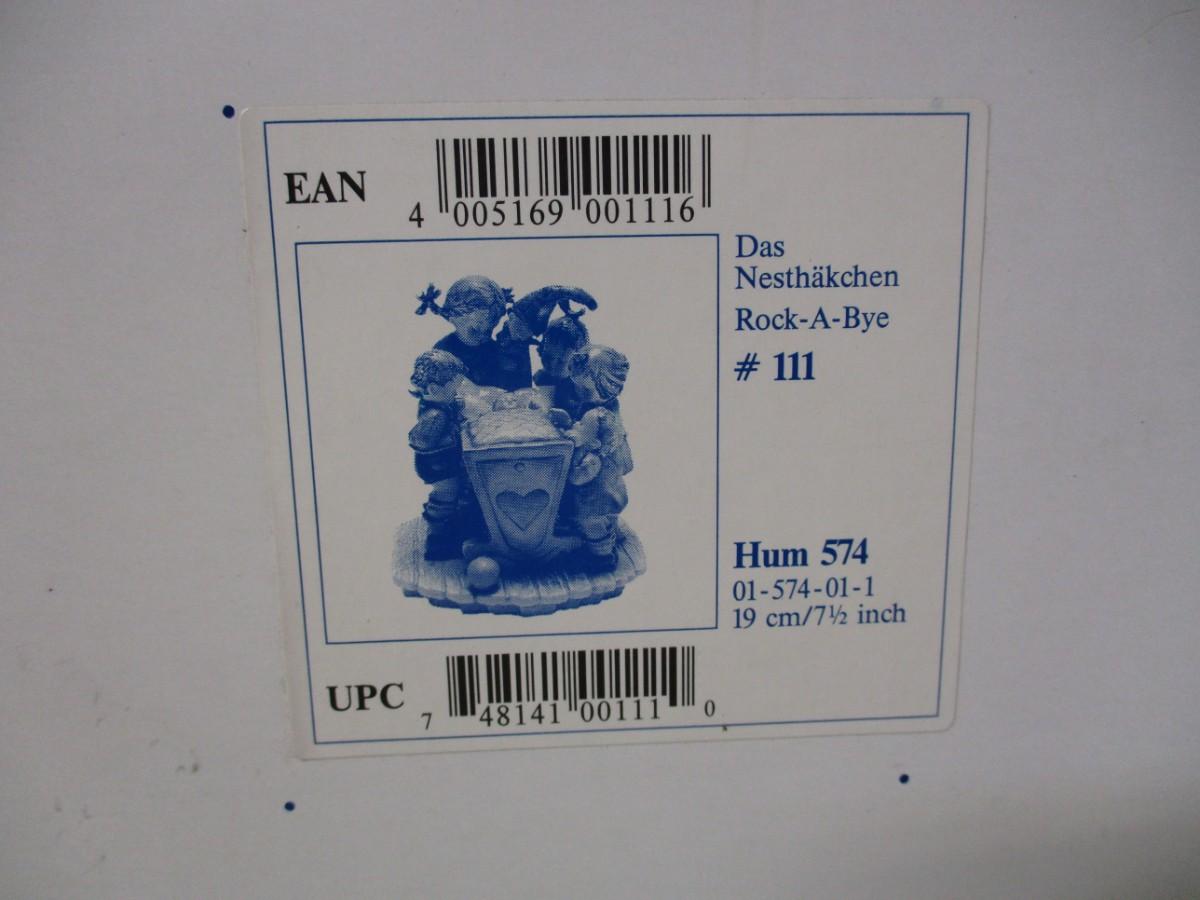 EAN
4 005169 001116
Das
Nesthäkchen
Rock-A-Bye
# 111
Hum 574
01-574-01-1
19 cm/7½ inch
UPC
7 48141 00111 0